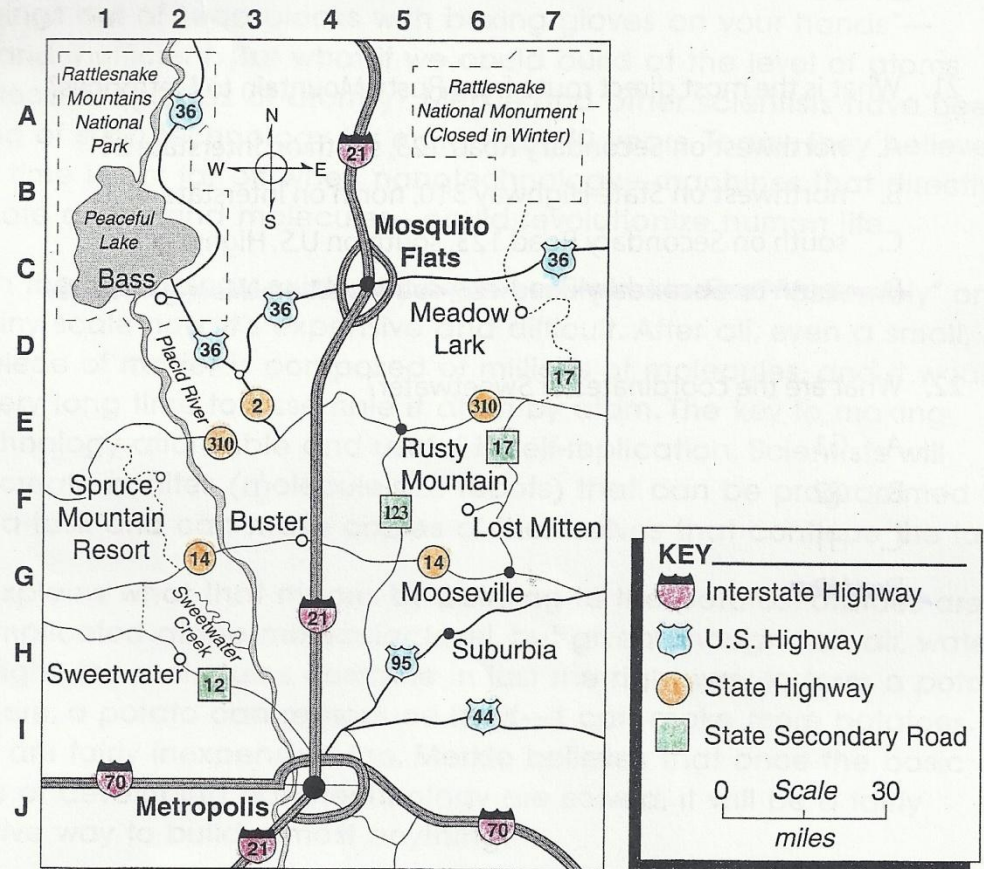 1 2 3 4 5 6 7
A
B
C
D
E
F
G
H
I
J
Rattlesnake
Mountains
National
Park
36
N
W E
S
21
Rattlesnake
National Monument
(Closed in Winter)
Peaceful
Lake
Bass
Mosquito
Flats
36
36
Meadow
Lark
36
Placid River
17
2
310
310
Rusty
Mountain
17
Spruce
Mountain
Resort
123
Buster
Lost Mitten
14
14
Mooseville
21
Sweetwater
Creek
Suburbia
Sweetwater
12
95
44
70
Metropolis
70
21
KEY
Interstate Highway
U.S. Highway
State Highway
State Secondary Road
0 Scale 30
miles